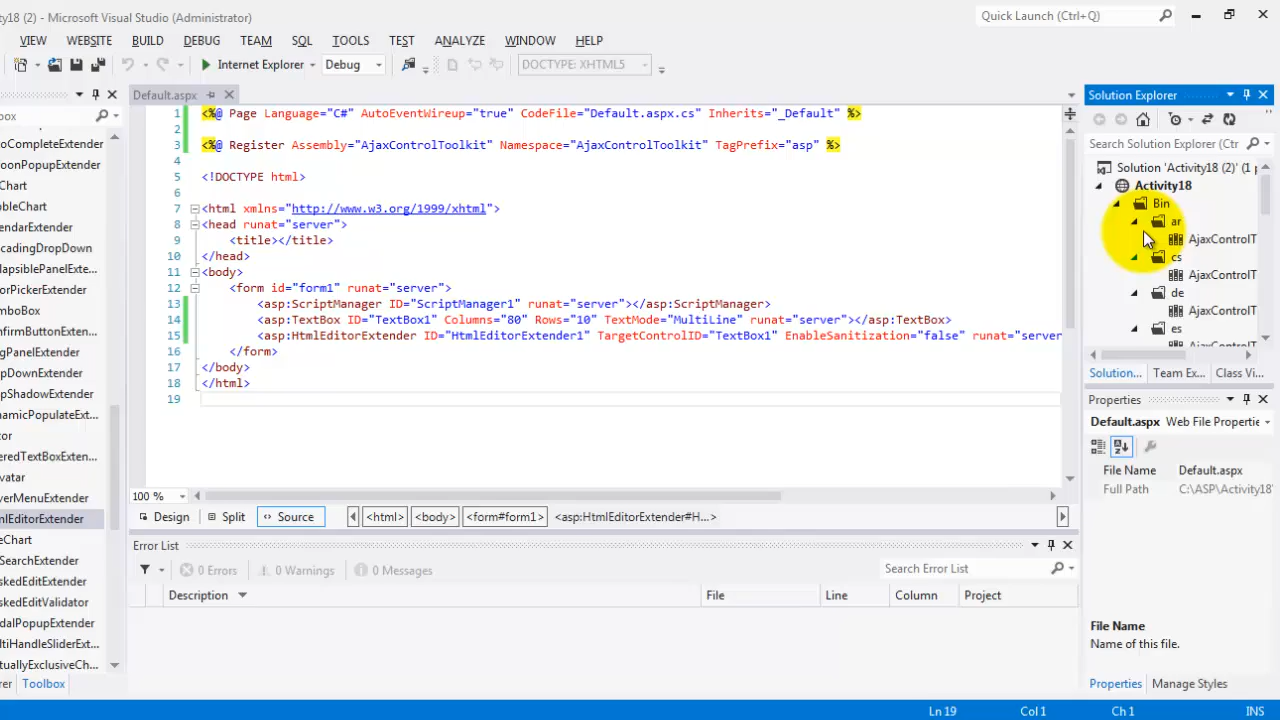 y18 (2) - Microsoft Visual Studio (Administrator)
Quick Launch (Ctrl+Q)
VIEW WEBSITE BUILD DEBUG TEAM SQL TOOLS TEST ANALYZE WINDOW HELP
Internet Explorer Debug DOCTYPE: XHTML5
Default.aspx
Solution Explorer
box
Search Solution Explorer (Ctr
1 <%@ Page Language="C#" AutoEventWireup="true" CodeFile="Default.aspx.cs" Inherits="_Default" %>
2
3 <%@ Register Assembly="AjaxControlToolkit" Namespace="AjaxControlToolkit" TagPrefix="asp" %>
4
5 <!DOCTYPE html>
6
7 <html xmlns="http://www.w3.org/1999/xhtml">
8 <head runat="server">
9 <title></title>
10 </head>
11 <body>
12 <form id="form1" runat="server">
13 <asp:ScriptManager ID="ScriptManager1" runat="server"></asp:ScriptManager>
14 <asp:TextBox ID="TextBox1" Columns="80" Rows="10" TextMode="MultiLine" runat="server"></asp:TextBox>
15 <asp:HtmlEditorExtender ID="HtmlEditorExtender1" TargetControlID="TextBox1" EnableSanitization="false" runat="server
16 </form>
17 </body>
18 </html>
19
oCompleteExtender
oonPopupExtender
Chart
bleChart
endarExtender
cadingDropDown
apsiblePanelExte...
orPickerExtender
mboBox
firmButtonExten...
gPanelExtender
pDownExtender
pShadowExtender
namicPopulateExt...
or
eredTextBoxExten...
vatar
verMenuExtender
mlEditorExtender
eChart
SearchExtender
skedEditExtender
skedEditValidator
dalPopupExtender
ltiHandleSliderExt...
tuallyExclusiveCh...
rer Toolbox
Solution 'Activity18 (2)' (1 p
Activity18
Bin
ar
AjaxControlT
cs
AjaxControlT
de
AjaxControlT
es
AjaxControlT
Solution... Team Ex... Class Vi...
Properties
Default.aspx Web File Propertie
File Name Default.aspx
Full Path C:\ASP\Activity18\
File Name
Name of this file.
Properties Manage Styles
100 %
Design Split Source <html> <body> <form#form1> <asp:HtmlEditorExtender#H...>
Error List
0 Errors 0 Warnings 0 Messages Search Error List
Description File Line Column Project
Ln 19 Col 1 Ch 1 INS